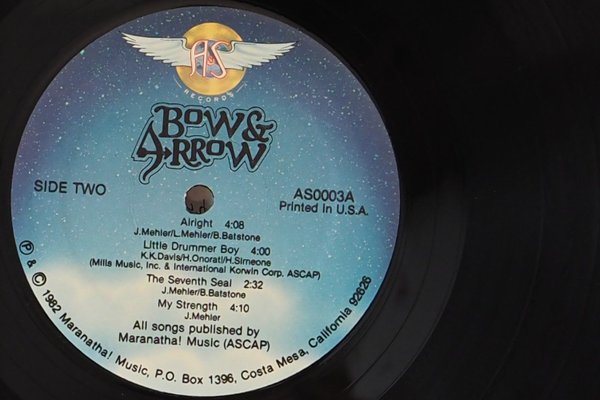 A&S
RECORDS
BOW &
ARROW
SIDE TWO
AS0003A
Printed In U.S.A.
Alright 4:08
J.Mehler/L.Mehler/B.Batstone
Little Drummer Boy 4:00
K.K.Davis/H.Onorati/H.Simeone
(Mills Music, Inc. & International Korwin Corp. ASCAP)
The Seventh Seal 2:32
J.Mehler/B.Batstone
My Strength 4:10
J.Mehler
All songs published by
Maranatha! Music (ASCAP)
℗ & © 1982 Maranatha! Music, P.O. Box 1396, Costa Mesa, California 92626